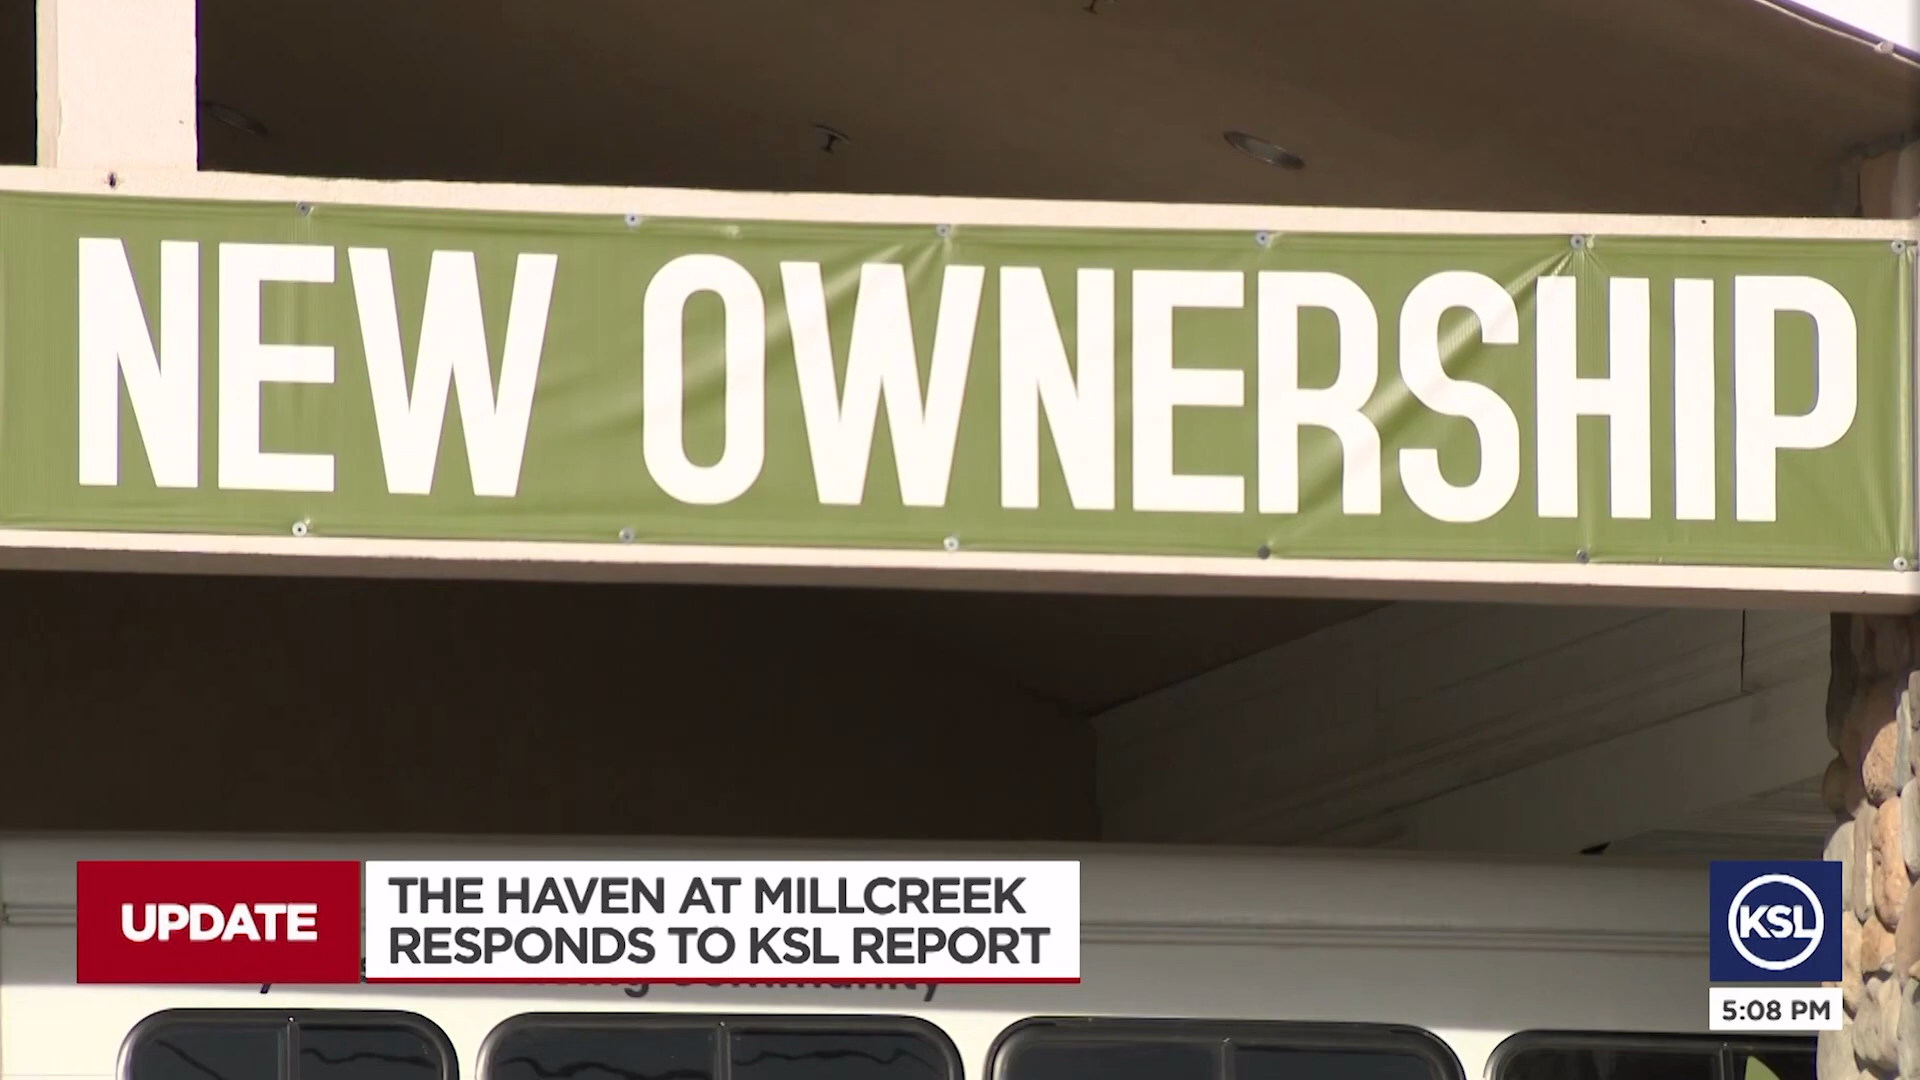 NEW OWNERSHIP
UPDATE
THE HAVEN AT MILLCREEK
RESPONDS TO KSL REPORT
KSL
5:08 PM